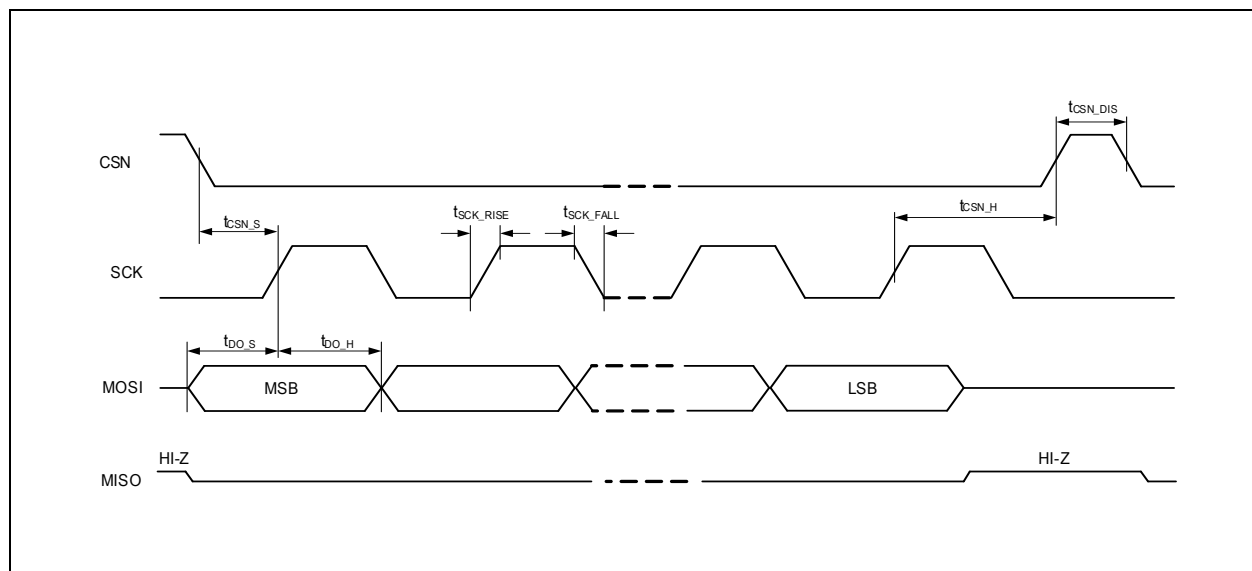 tCSN_DIS
CSN
tCSN_S
tSCK_RISE
tSCK_FALL
tCSN_H
SCK
tDO_S
tDO_H
MOSI
MSB
LSB
HI-Z
HI-Z
MISO